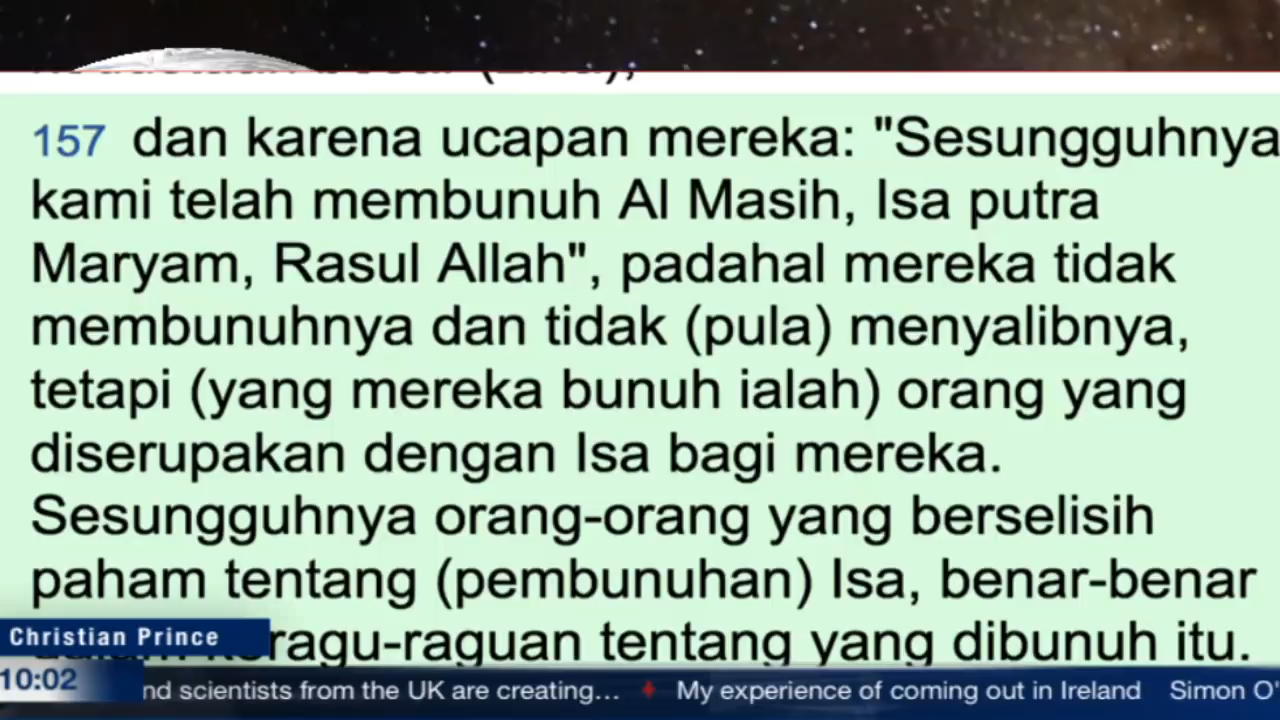 157 dan karena ucapan mereka: "Sesungguhnya
kami telah membunuh Al Masih, Isa putra
Maryam, Rasul Allah", padahal mereka tidak
membunuhnya dan tidak (pula) menyalibnya,
tetapi (yang mereka bunuh ialah) orang yang
diserupakan dengan Isa bagi mereka.
Sesungguhnya orang-orang yang berselisih
paham tentang (pembunuhan) Isa, benar-benar
tentang yang dibunuh itu.
Christian Prince
10:02
nd scientists from the UK are creating... ♦ My experience of coming out in Ireland Simon O'